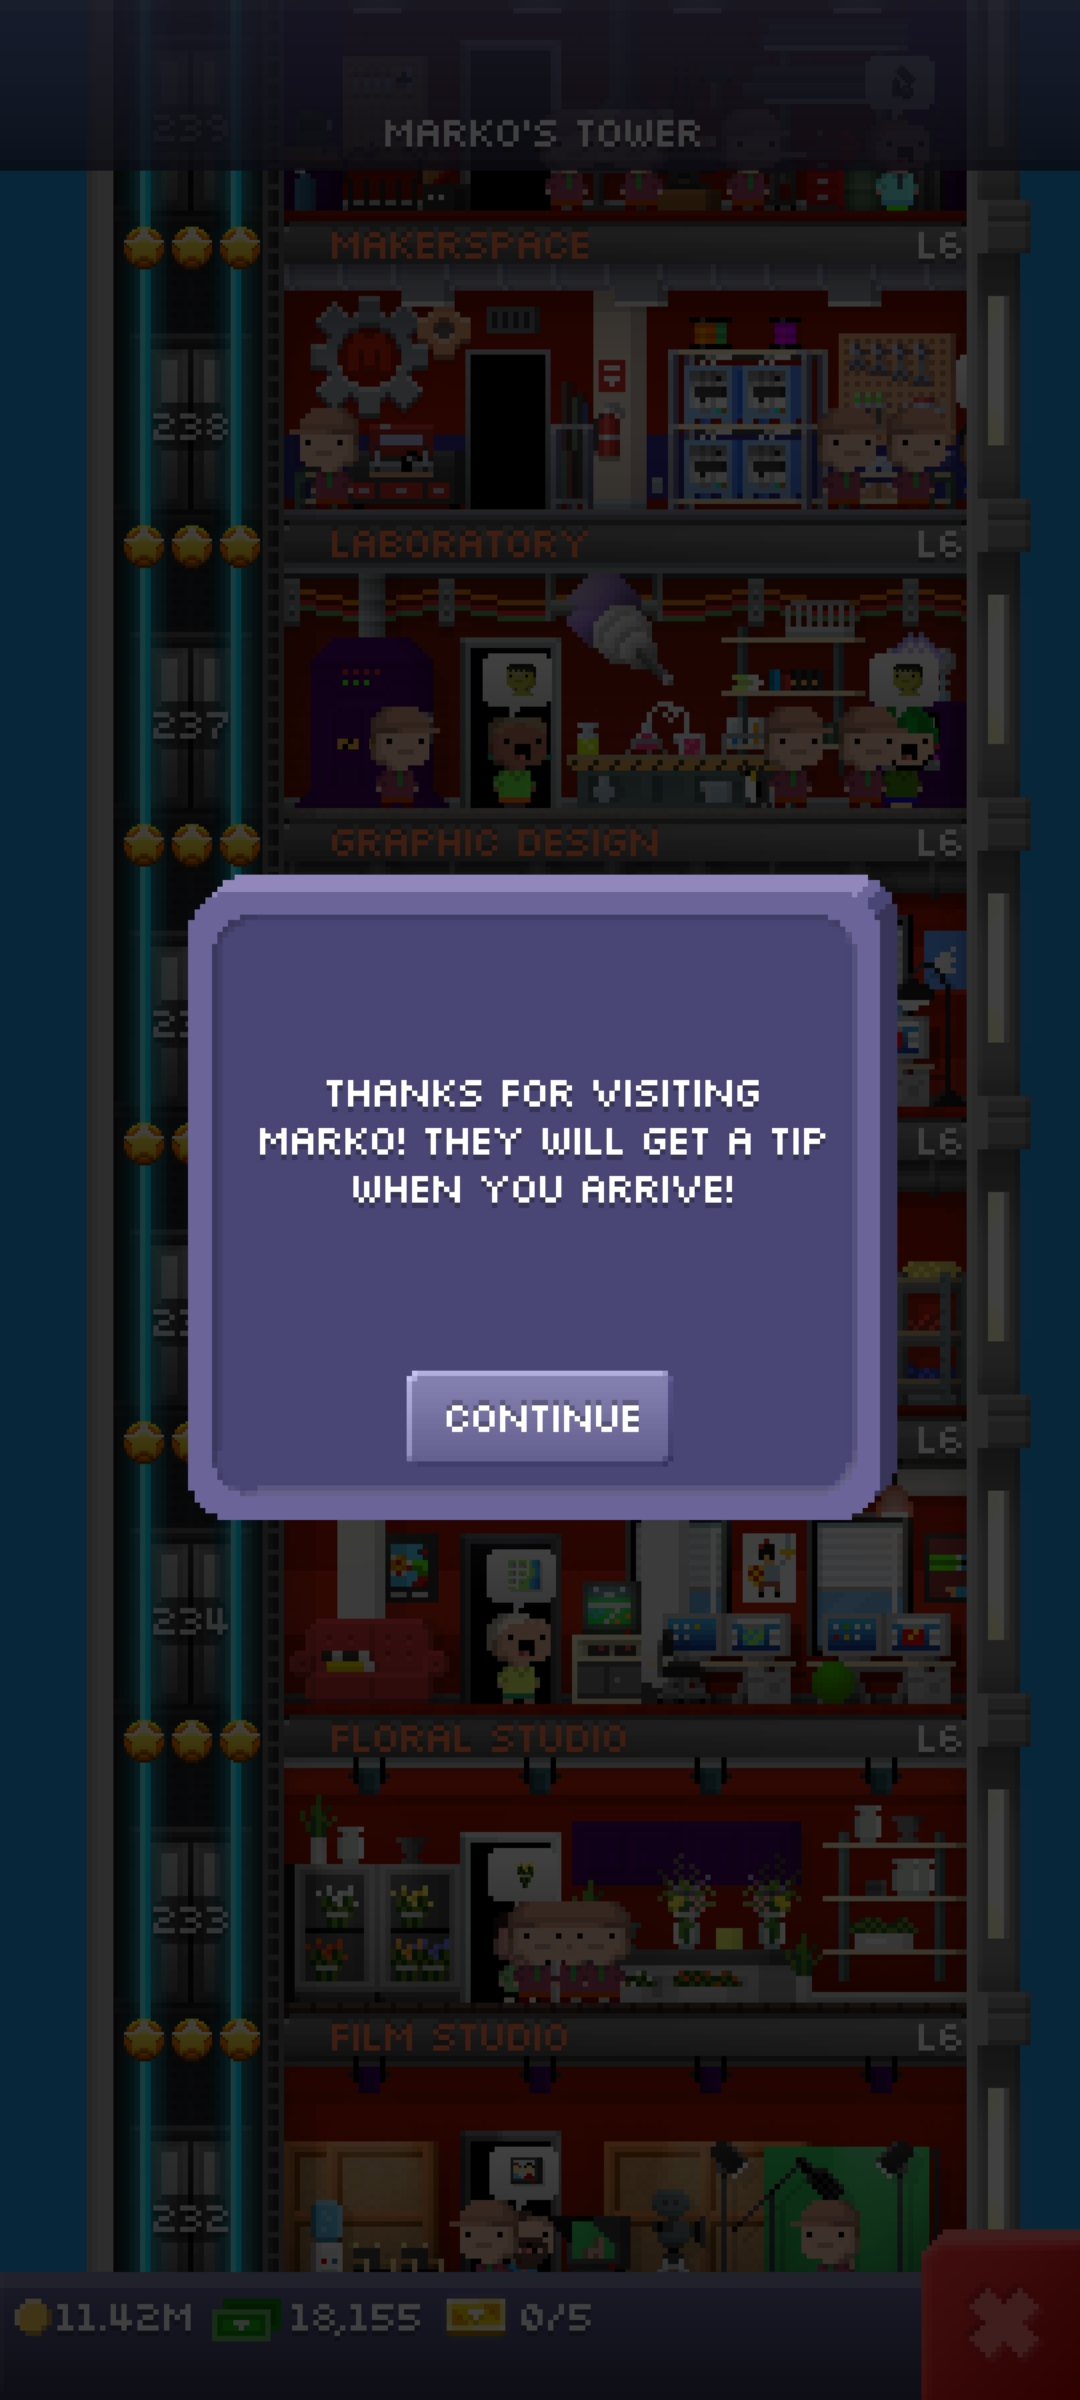 239
MARKO'S TOWER
MAKERSPACE L6
238
LABORATORY L6
237
GRAPHIC DESIGN L6
THANKS FOR VISITING
MARKO! THEY WILL GET A TIP
WHEN YOU ARRIVE!
L6
CONTINUE
L6
234
FLORAL STUDIO L6
233
FILM STUDIO L6
232
11.42M 18,155 0/5